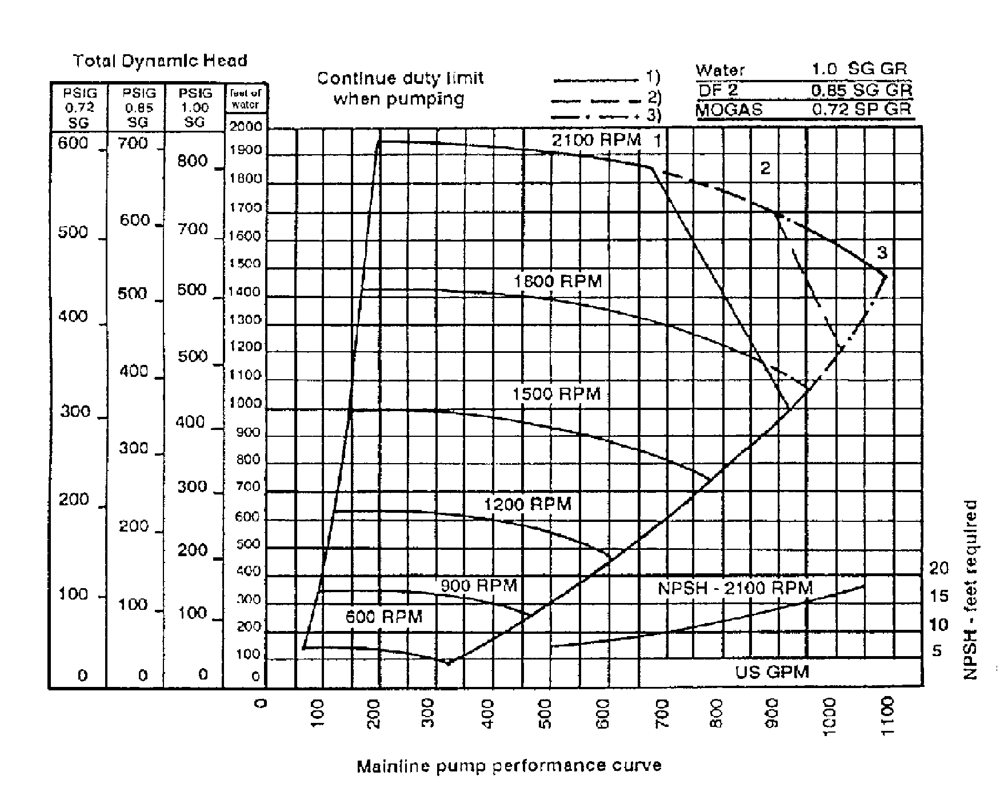 Total Dynamic Head
Continue duty limit
when pumping
1)
2)
3)
Water 1.0 SG GR
DF 2 0.85 SG GR
MOGAS 0.72 SP GR
PSIG
0.72
SG
PSIG
0.85
SG
PSIG
1.00
SG
feet of
water
600
500
400
300
200
100
0
700
600
500
400
300
200
100
0
800
700
600
500
400
300
200
100
0
2000
1900
1800
1700
1600
1500
1400
1300
1200
1100
1000
900
800
700
600
500
400
300
200
100
0
2100 RPM 1
2
3
1800 RPM
1500 RPM
1200 RPM
900 RPM
600 RPM
NPSH - 2100 RPM
US GPM
20
15
10
5
NPSH - feet required
0
100
200
300
400
500
600
700
800
900
1000
1100
Mainline pump performance curve